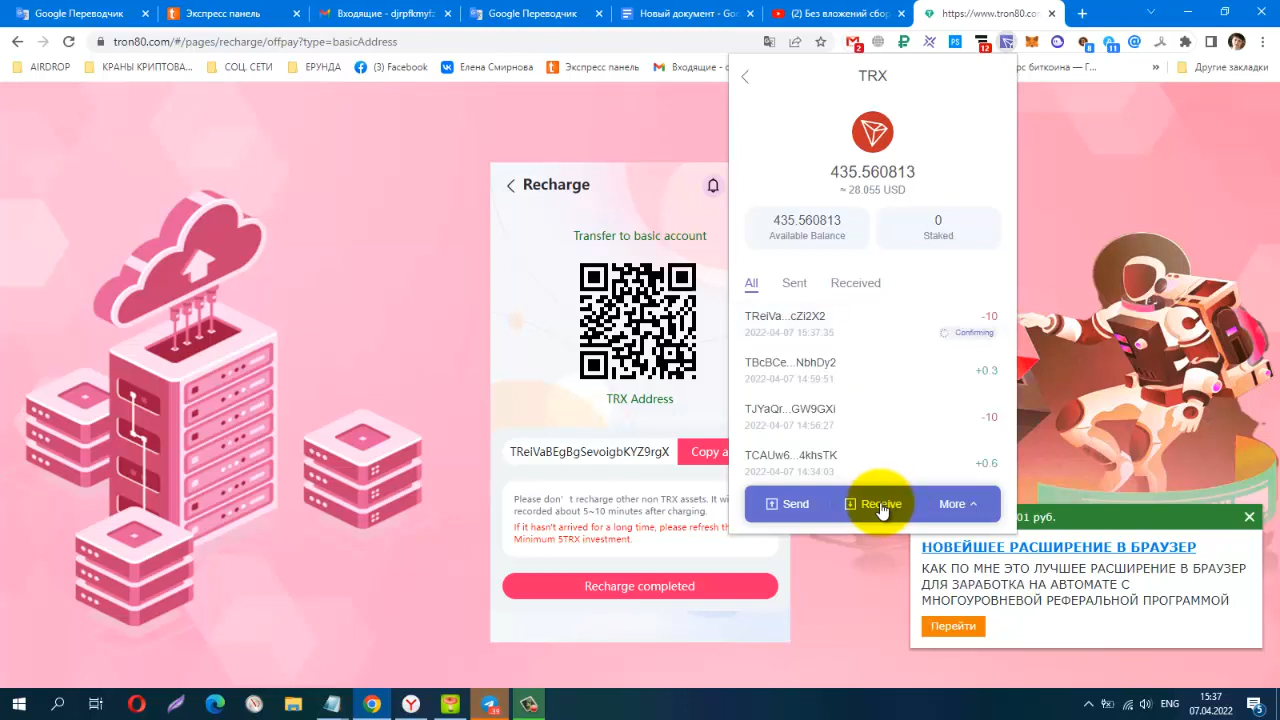 Google Переводчик
Экспресс панель
Входящие - djrpfkmyfz
Google Переводчик
Новый документ - Goo
(2) Без вложений сбор
https://www.tron80.com
tron80.com/#/pages/recharge/offpay?type=basicAddress
AIRDROP
КРАНЫ КРИПТОВА...
СОЦ. СЕТИ
ЕРУНДА
(3) Facebook
Елена Смирнова
Экспресс панель
Входящие -
рс биткоина — Г...
Другие закладки
Recharge
Transfer to basic account
TRX Address
TReiVaBEgBgSevoigbKYZ9rgX
Copy a
Please don't recharge other non TRX assets. It wi
recorded about 5~10 minutes after charging.
If it hasn't arrived for a long time, please refresh th
Minimum 5TRX investment.
Recharge completed
TRX
435.560813
≈ 28.055 USD
435.560813
Available Balance
0
Staked
All
Sent
Received
TReiVa...cZi2X2
-10
2022-04-07 15:37:35
Confirming
TBcBCe...NbhDy2
+0.3
2022-04-07 14:59:51
TJYaQr...GW9GXi
-10
2022-04-07 14:56:27
TCAUw6...4khsTK
+0.6
2022-04-07 14:34:03
Send
Receive
More
01 руб.
НОВЕЙШЕЕ РАСШИРЕНИЕ В БРАУЗЕР
КАК ПО МНЕ ЭТО ЛУЧШЕЕ РАСШИРЕНИЕ В БРАУЗЕР
ДЛЯ ЗАРАБОТКА НА АВТОМАТЕ С
МНОГОУРОВНЕВОЙ РЕФЕРАЛЬНОЙ ПРОГРАММОЙ
Перейти
ENG
15:37
07.04.2022